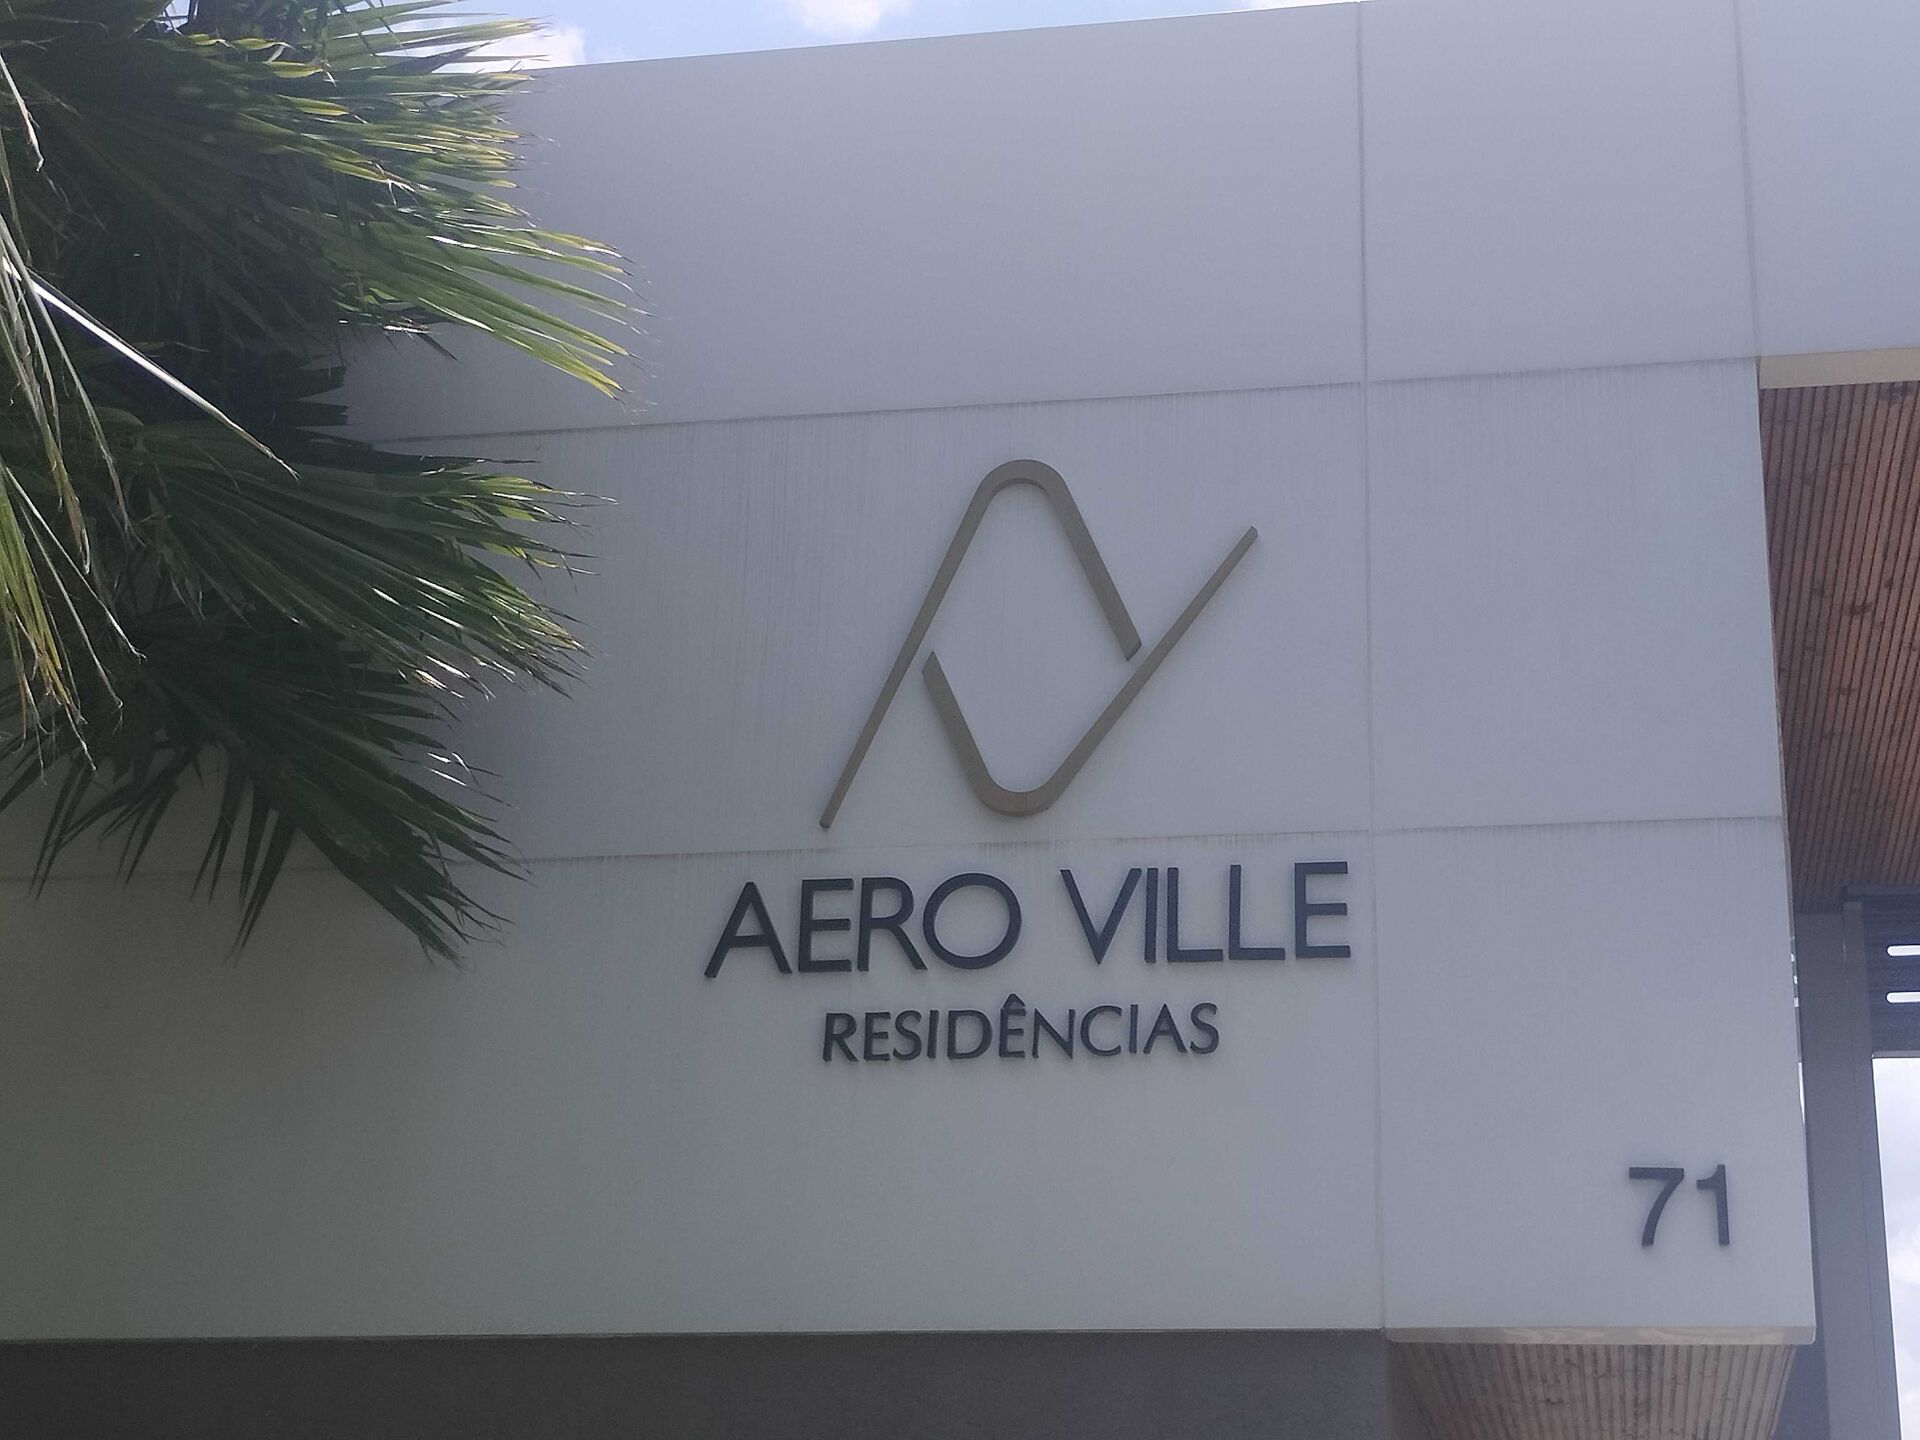 AERO VILLE
RESIDÊNCIAS
71